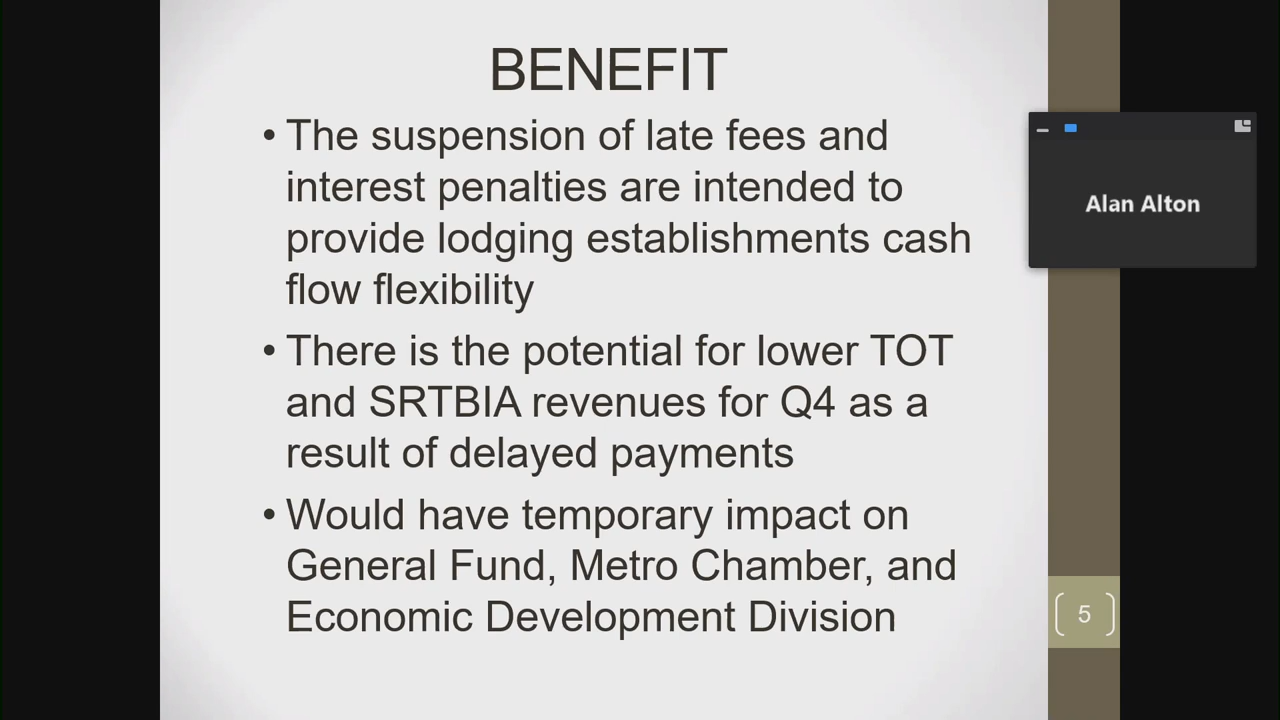 BENEFIT
• The suspension of late fees and
interest penalties are intended to
provide lodging establishments cash
flow flexibility
• There is the potential for lower TOT
and SRTBIA revenues for Q4 as a
result of delayed payments
• Would have temporary impact on
General Fund, Metro Chamber, and
Economic Development Division
Alan Alton
5